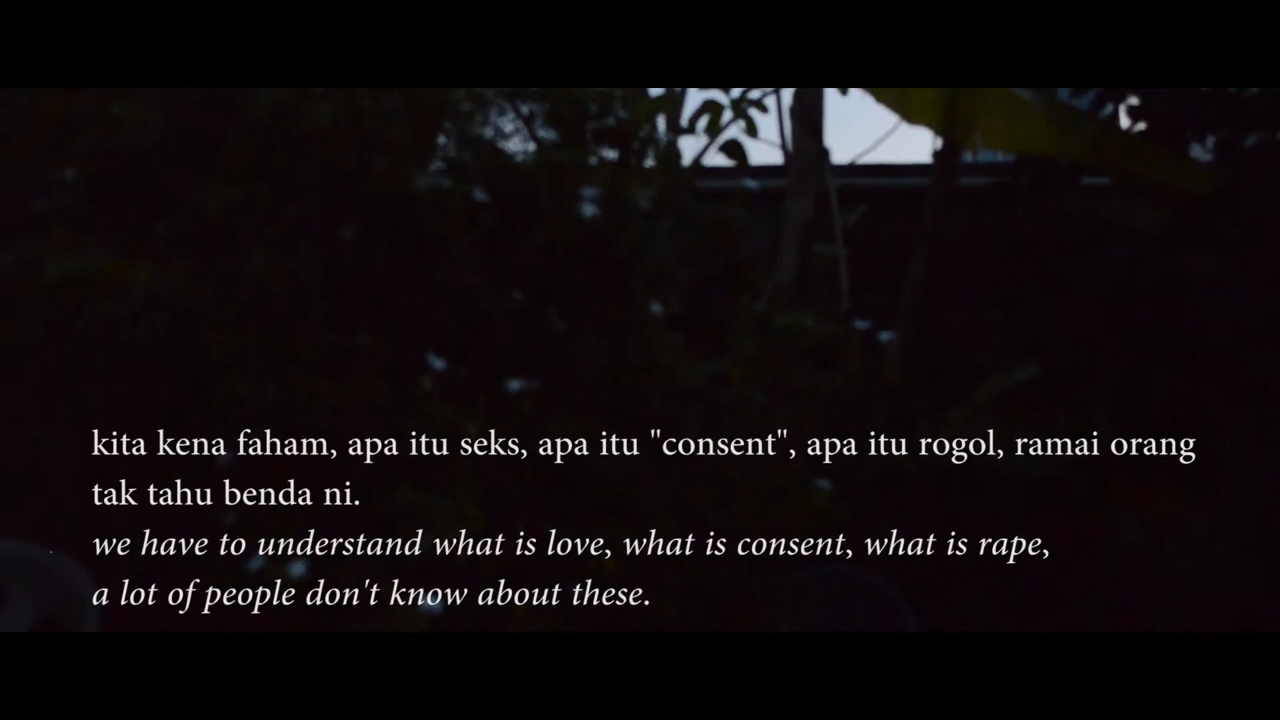 kita kena faham, apa itu seks, apa itu "consent", apa itu rogol, ramai orang
tak tahu benda ni.
we have to understand what is love, what is consent, what is rape,
a lot of people don't know about these.